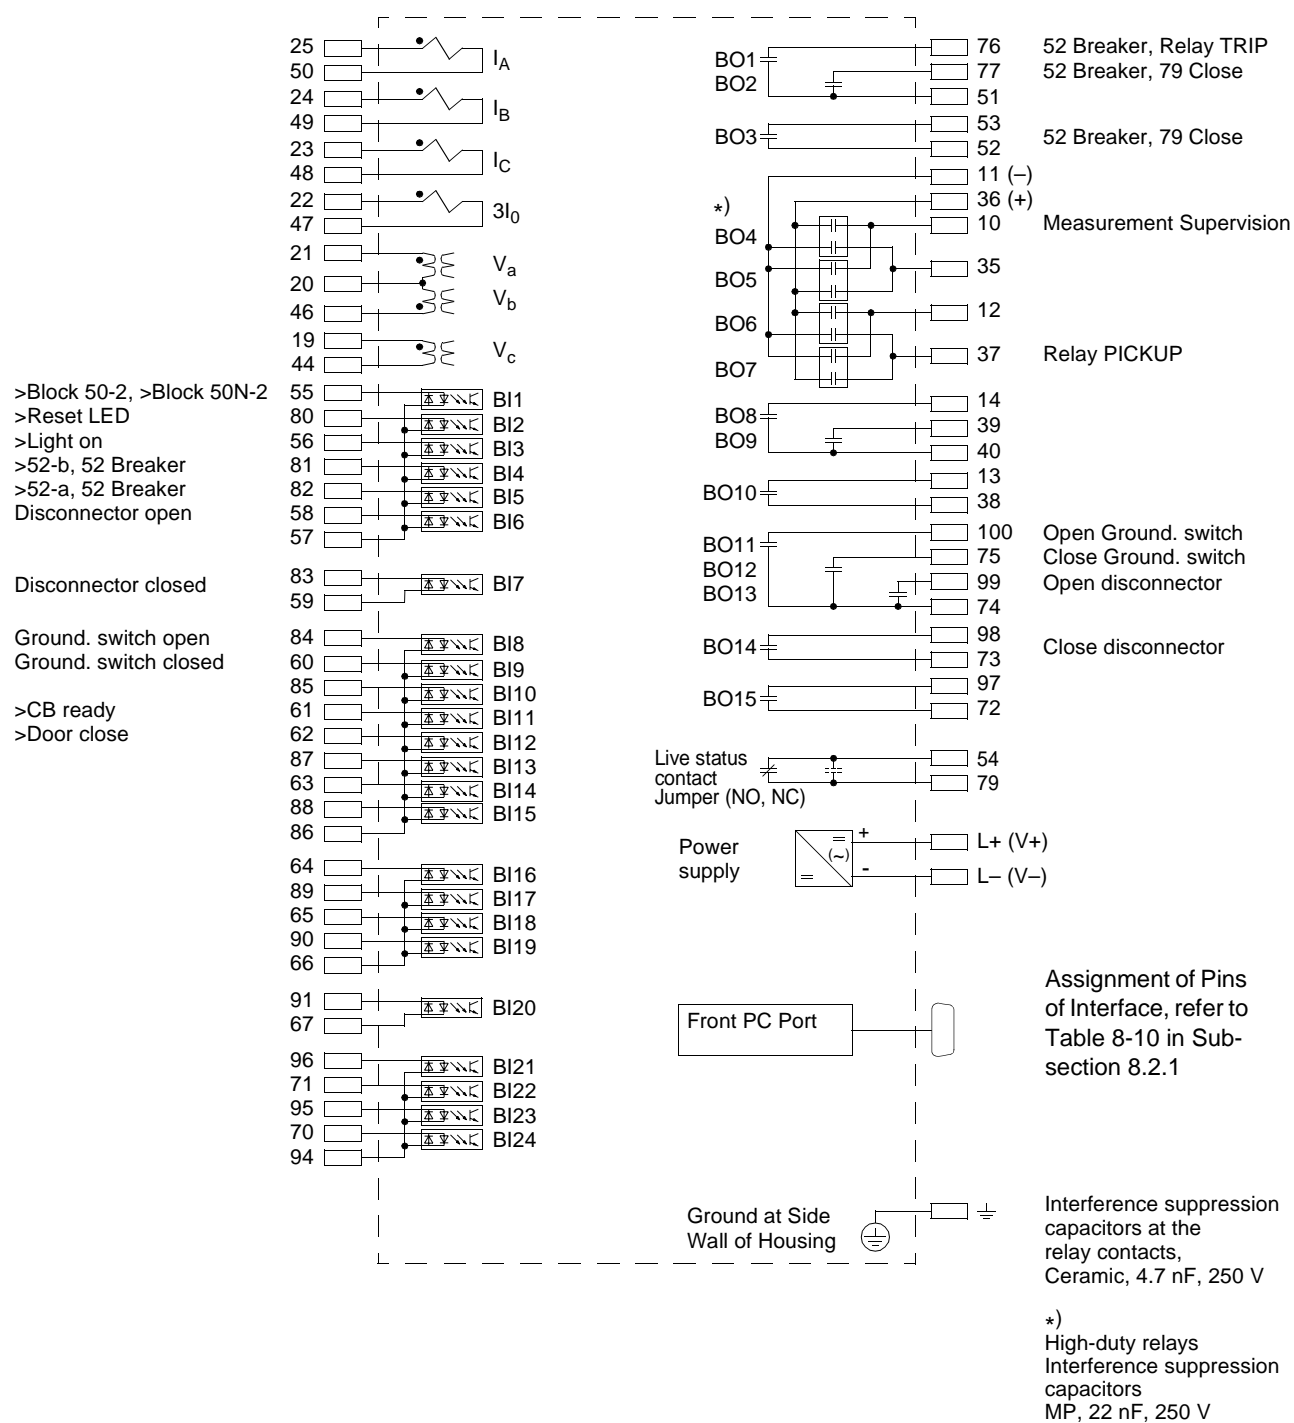 25
50
I_A
24
49
I_B
23
48
I_C
22
47
3I_0
21
20
46
V_a
V_b
19
44
V_c
>Block 50-2, >Block 50N-2 55 BI1
>Reset LED 80 BI2
>Light on 56 BI3
>52-b, 52 Breaker 81 BI4
>52-a, 52 Breaker 82 BI5
Disconnector open 58 BI6
57
Disconnector closed 83 BI7
59
Ground. switch open 84 BI8
Ground. switch closed 60 BI9
85 BI10
>CB ready 61 BI11
>Door close 62 BI12
87 BI13
63 BI14
88 BI15
86
64 BI16
89 BI17
65 BI18
90 BI19
66
91 BI20
67
96 BI21
71 BI22
95 BI23
70 BI24
94
BO1 76 52 Breaker, Relay TRIP
BO2 77 52 Breaker, 79 Close
51
53
BO3 52 Breaker, 79 Close
52
11 (–)
36 (+)
*)
10 Measurement Supervision
BO4
35
BO5
12
BO6
37 Relay PICKUP
BO7
14
BO8
39
BO9
40
13
BO10
38
100 Open Ground. switch
BO11
75 Close Ground. switch
BO12
99 Open disconnector
BO13
74
98
BO14 Close disconnector
73
97
BO15
72
Live status 54
contact 79
Jumper (NO, NC)
Power + L+ (V+)
(~)
= =
supply - L– (V–)
Front PC Port
Assignment of Pins
of Interface, refer to
Table 8-10 in Sub-
section 8.2.1
Ground at Side
Wall of Housing
Interference suppression
capacitors at the
relay contacts,
Ceramic, 4.7 nF, 250 V
*)
High-duty relays
Interference suppression
capacitors
MP, 22 nF, 250 V